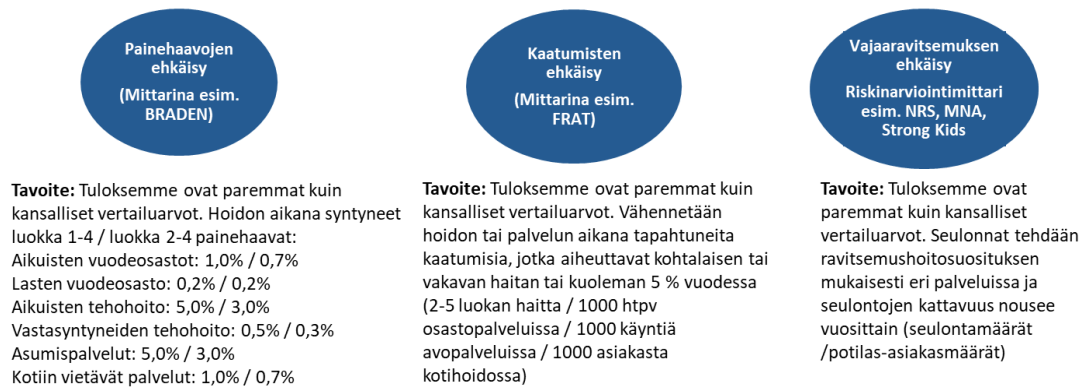 Painehaavojen
ehkäisy
(Mittarina esim.
BRADEN)
Tavoite: Tuloksemme ovat paremmat kuin
kansalliset vertailuarvot. Hoidon aikana syntyneet
luokka 1-4 / luokka 2-4 painehaavat:
Aikuisten vuodeosastot: 1,0% / 0,7%
Lasten vuodeosasto: 0,2% / 0,2%
Aikuisten tehohoito: 5,0% / 3,0%
Vastasyntyneiden tehohoito: 0,5% / 0,3%
Asumispalvelut: 5,0% / 3,0%
Kotiin vietävät palvelut: 1,0% / 0,7%
Kaatumisten
ehkäisy
(Mittarina esim.
FRAT)
Tavoite: Tuloksemme ovat paremmat kuin
kansalliset vertailuarvot. Vähennetään
hoidon tai palvelun aikana tapahtuneita
kaatumisia, jotka aiheuttavat kohtalaisen tai
vakavan haitan tai kuoleman 5 % vuodessa
(2-5 luokan haitta / 1000 htpv
osastopalveluissa / 1000 käyntiä
avopalveluissa / 1000 asiakasta
kotihoidossa)
Vajaaravitsemuksen
ehkäisy
Riskinarviointimittari
esim. NRS, MNA,
Strong Kids
Tavoite: Tuloksemme ovat
paremmat kuin kansalliset
vertailuarvot. Seulonnat tehdään
ravitsemushoitosuosituksen
mukaisesti eri palveluissa ja
seulontojen kattavuus nousee
vuosittain (seulontamäärät
/potilas-asiakasmäärät)